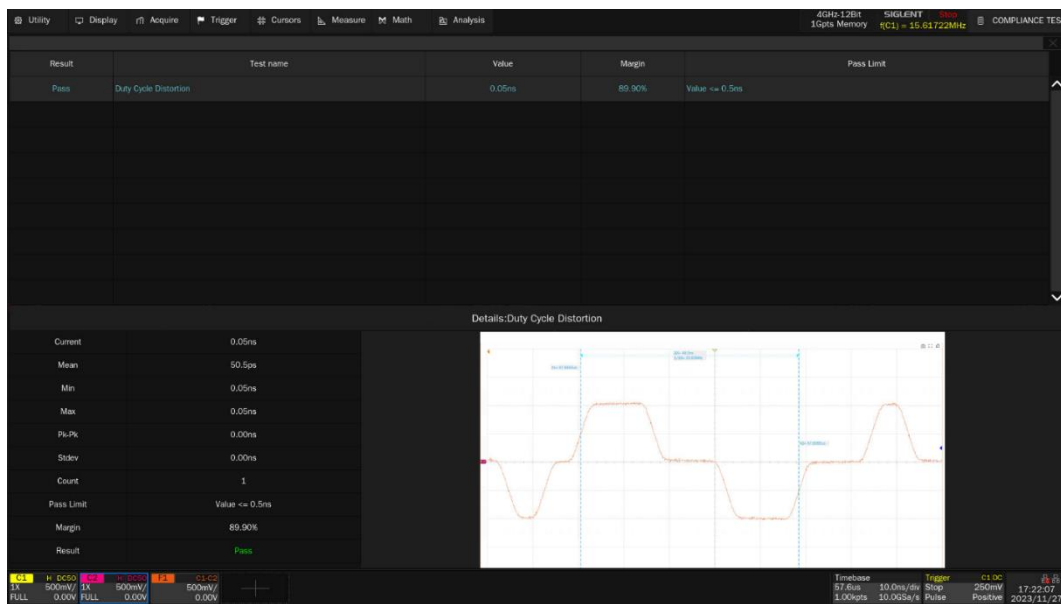 Utility Display Acquire Trigger Cursors Measure Math Analysis 4GHz-12Bit SIGLENT Stop COMPLIANCE TES
1Gpts Memory f(C1) = 15.61722MHz
Result Test name Value Margin Pass Limit
Pass Duty Cycle Distortion 0.05ns 89.90% Value <= 0.5ns
Details:Duty Cycle Distortion
Current 0.05ns
Mean 50.5ps
Min 0.05ns
Max 0.05ns
Pk-Pk 0.00ns
Stdev 0.00ns
Count 1
Pass Limit Value <= 0.5ns
Margin 89.90%
Result Pass
C1 H DC50 C2 H DC50 F1 C1-C2 Timebase Trigger C1 DC
1X 500mV/ 1X 500mV/ 500mV/ 57.6us 10.0ns/div Stop 250mV 17:22:07
FULL 0.00V FULL 0.00V 0.00V 1.00kpts 10.0GSa/s Pulse Positive 2023/11/27